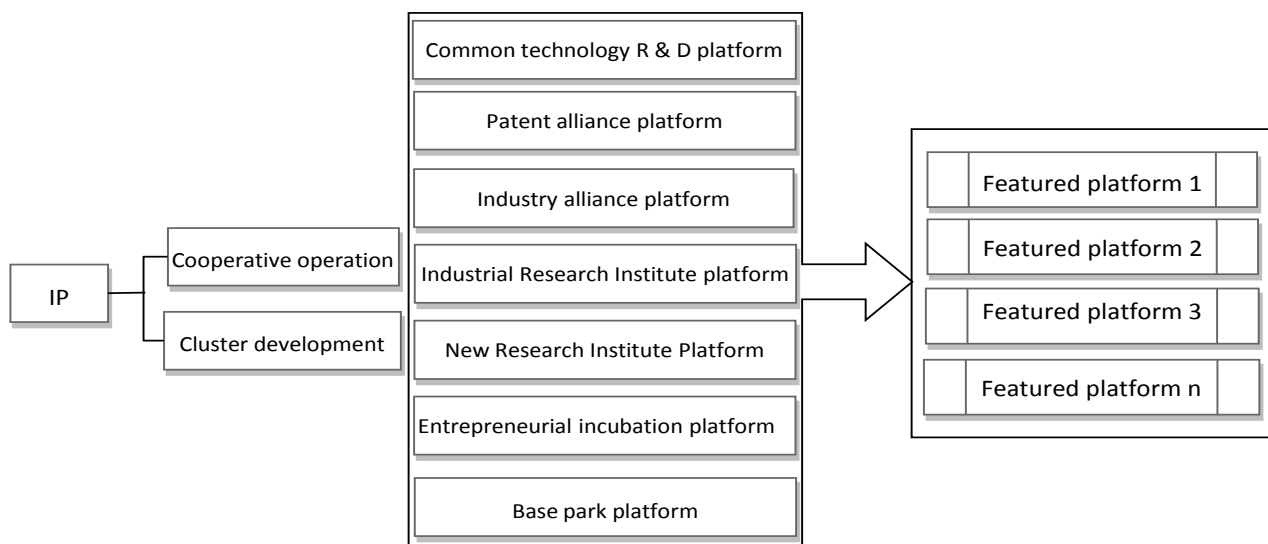 IP
Cooperative operation
Cluster development
Common technology R & D platform
Patent alliance platform
Industry alliance platform
Industrial Research Institute platform
New Research Institute Platform
Entrepreneurial incubation platform
Base park platform
Featured platform 1
Featured platform 2
Featured platform 3
Featured platform n